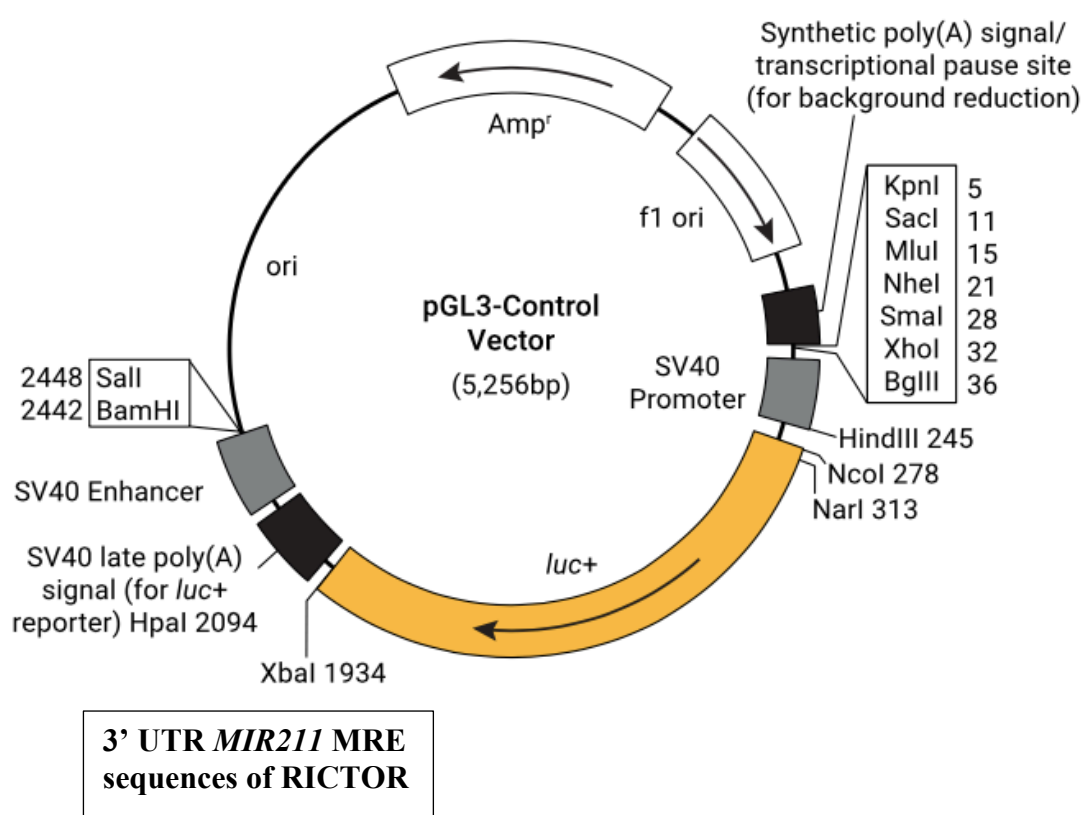 Synthetic poly(A) signal/
transcriptional pause site
(for background reduction)
Ampʳ
f1 ori
KpnI 5
SacI 11
MluI 15
NheI 21
SmaI 28
XhoI 32
BglII 36
ori
pGL3-Control
Vector
(5,256bp)
SV40
Promoter
2448 SalI
2442 BamHI
HindIII 245
NcoI 278
NarI 313
SV40 Enhancer
luc+
SV40 late poly(A)
signal (for luc+
reporter) HpaI 2094
XbaI 1934
3’ UTR MIR211 MRE
sequences of RICTOR